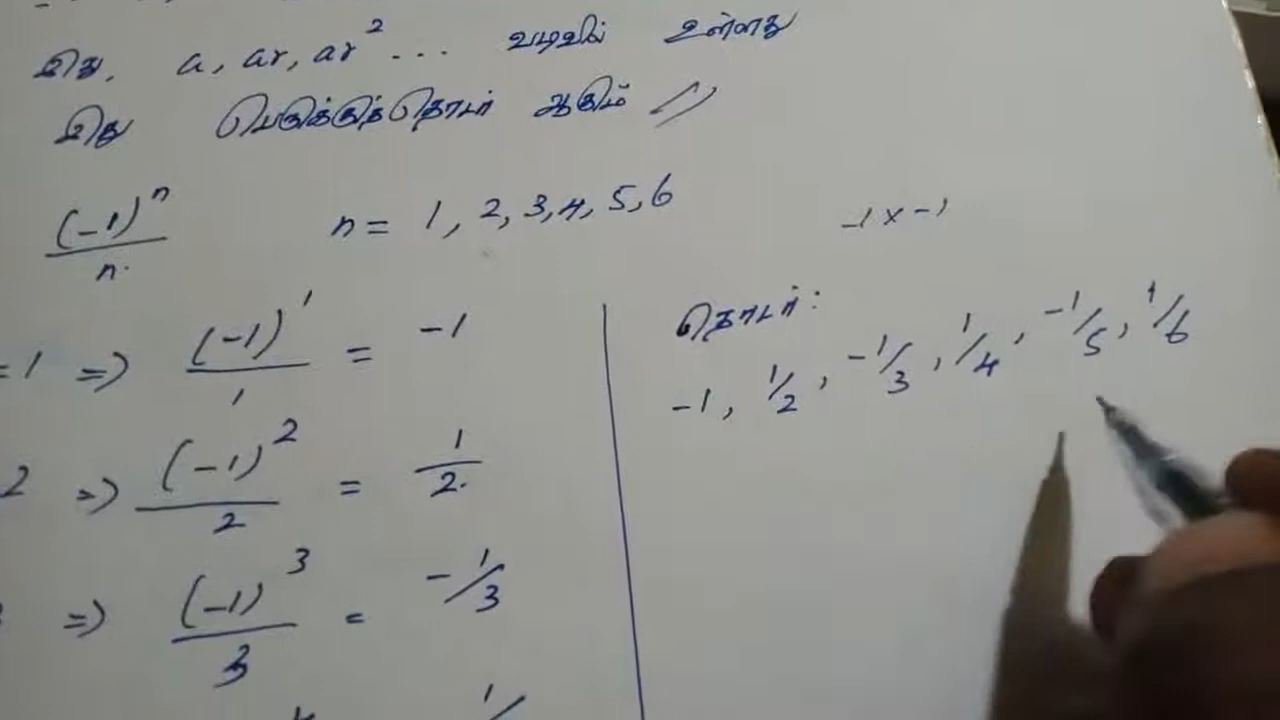 இது, a, ar, ar² ... வடிவில் உள்ளது
இது பெருக்குத்தொடர் ஆகும் //
(-1)ⁿ/n. n = 1, 2, 3, 4, 5, 6
-1 x -1
=1 => (-1)¹/1 = -1
2 => (-1)²/2 = 1/2.
=> (-1)³/3 = -1/3
தொடர்:
-1, 1/2, -1/3, 1/4, -1/5, 1/6